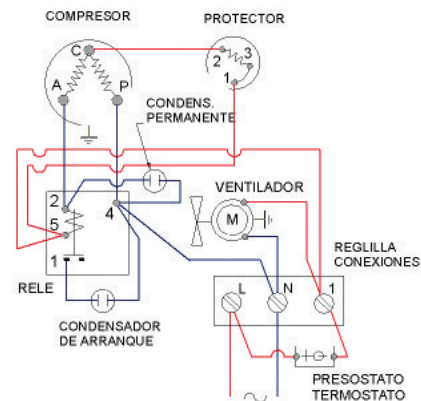 COMPRESOR
PROTECTOR
C
2
3
1
A
P
CONDENS.
PERMANENTE
2
5
4
1
VENTILADOR
M
REGLILLA
CONEXIONES
RELE
L
N
1
CONDENSADOR
DE ARRANQUE
PRESOSTATO
TERMOSTATO